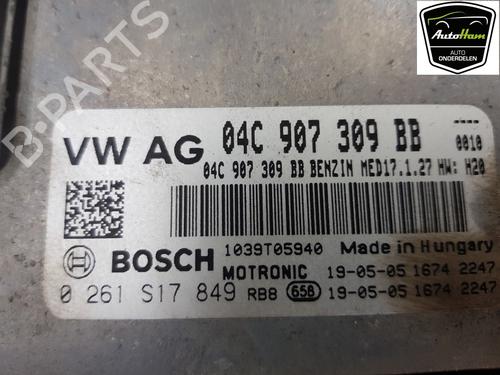 AutoHam
AUTO
ONDERDELEN
B-PARTS
VW AG 04C 907 309 BB 0010
04C 907 309 BB BENZIN MED17.1.27 HW: H20
BOSCH 1039T05940 Made in Hungary
MOTRONIC 19-05-05 1674 2247
0 261 S17 849 RB8 658 19-05-05 1674 2247